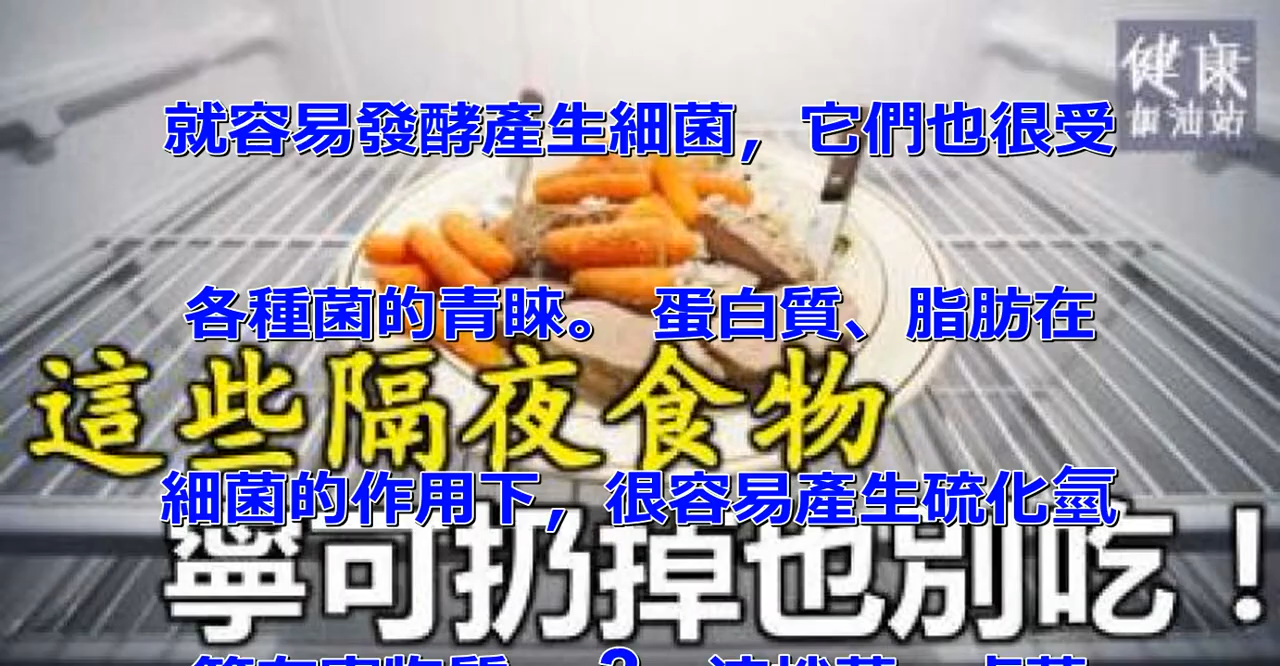 健康
加油站
就容易發酵產生細菌，它們也很受
各種菌的青睞。 蛋白質、脂肪在
這些隔夜食物
細菌的作用下，很容易產生硫化氫
寧可扔掉也別吃！